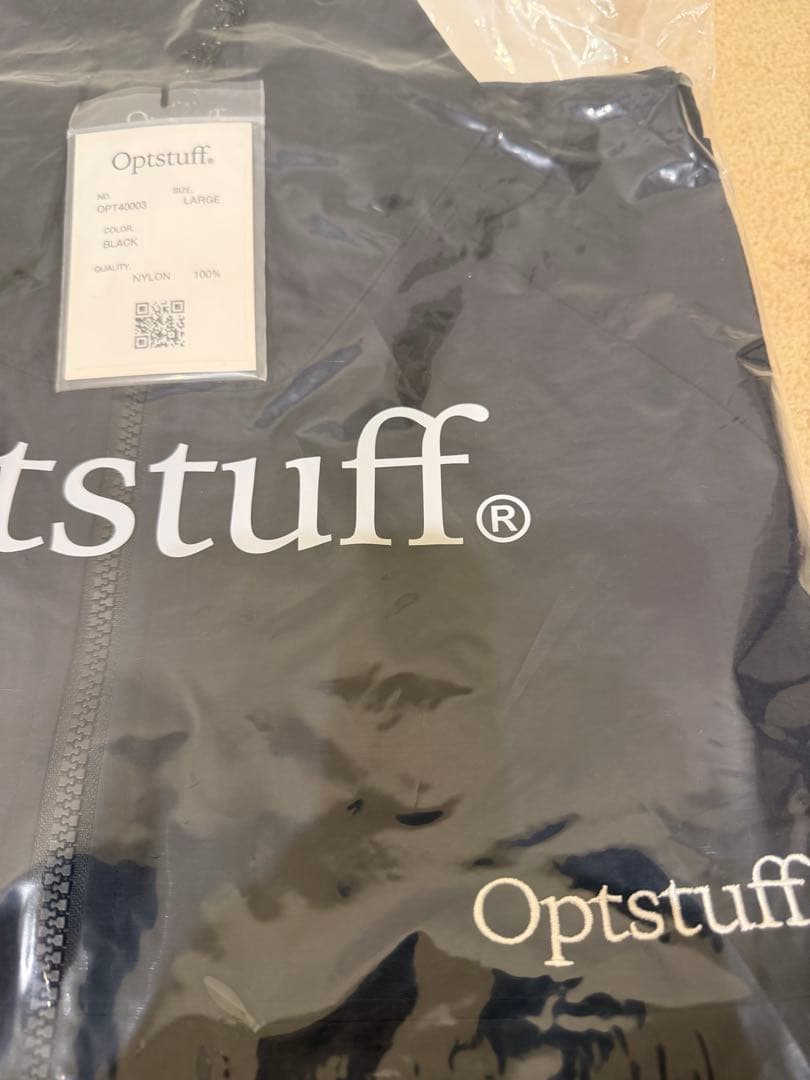 Optstuff®
NO.
SIZE.
OPT40003
LARGE
COLOR.
BLACK
QUALITY.
NYLON 100%
tstuff®
Optstuff